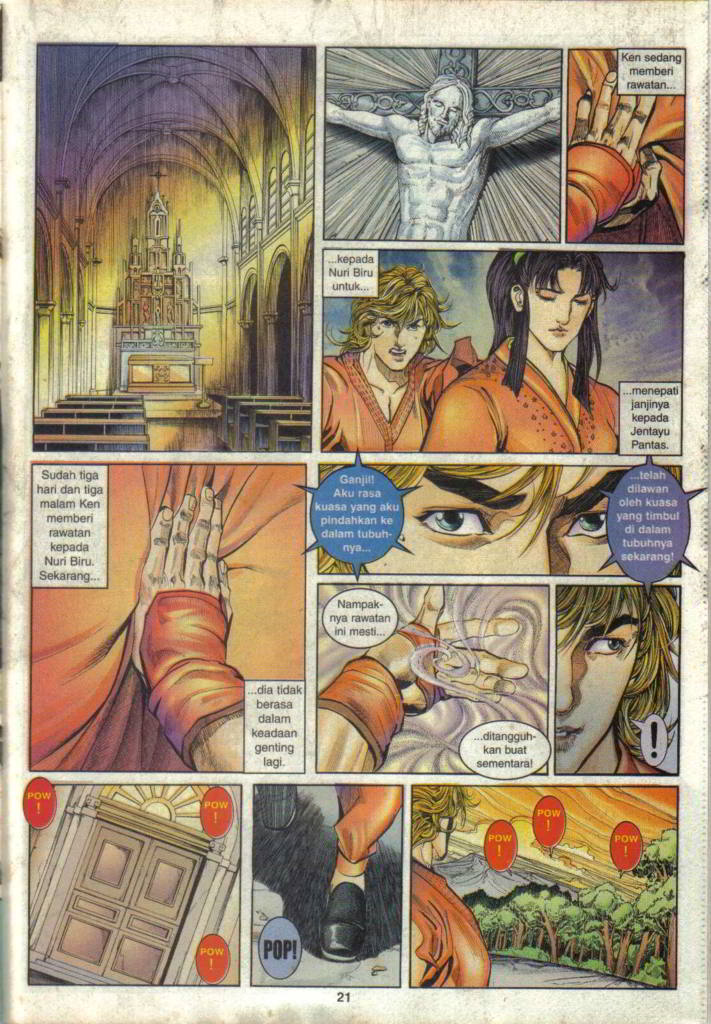 Ken sedang
memberi
rawatan...
...kepada
Nuri Biru
untuk...
...menepati
janjinya
kepada
Jentayu
Pantas.
Sudah tiga
hari dan tiga
malam Ken
memberi
rawatan
kepada
Nuri Biru.
Sekarang...
...dia tidak
berasa
dalam
keadaan
genting
lagi.
Ganjil!
Aku rasa
kuasa yang aku
pindahkan ke
dalam tubuh-
nya...
...telah
dilawan
oleh kuasa
yang timbul
di dalam
tubuhnya
sekarang!
Nampak-
nya rawatan
ini mesti...
...ditangguh-
kan buat
sementara!
!
POW
!
POW
!
POW
!
POP!
POW
!
POW
!
POW
!
21